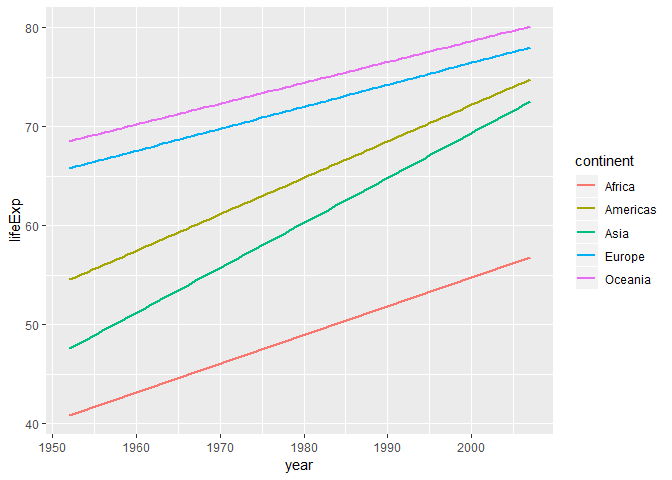 80
70
60
50
40
lifeExp
1950 1960 1970 1980 1990 2000
year
continent
Africa
Americas
Asia
Europe
Oceania